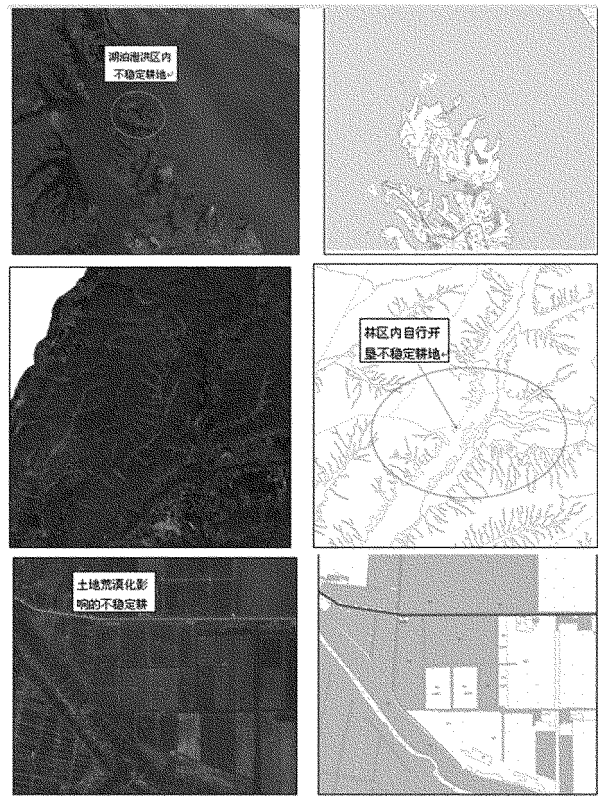 湖泊泄洪区内
不稳定耕地
林区内自行开
垦不稳定耕地
土地荒漠化影
响的不稳定耕